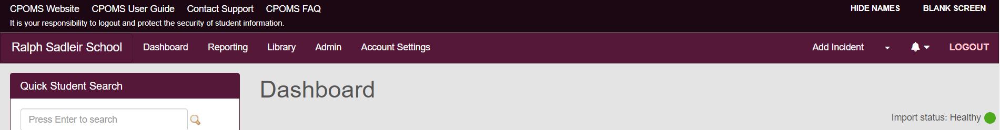 CPOMS Website CPOMS User Guide Contact Support CPOMS FAQ HIDE NAMES BLANK SCREEN
It is your responsibility to logout and protect the security of student information.
Ralph Sadleir School Dashboard Reporting Library Admin Account Settings Add Incident LOGOUT
Quick Student Search
Dashboard
Press Enter to search
Import status: Healthy